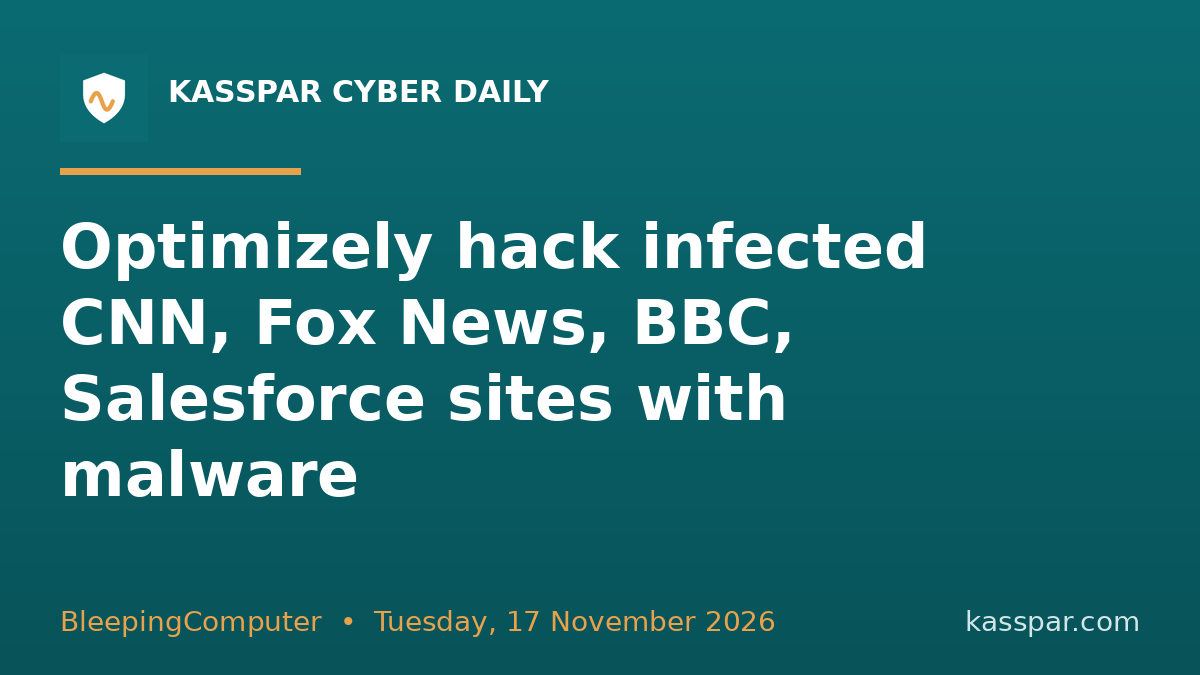 KASSPAR CYBER DAILY
Optimizely hack infected
CNN, Fox News, BBC,
Salesforce sites with
malware
BleepingComputer • Tuesday, 17 November 2026
kasspar.com